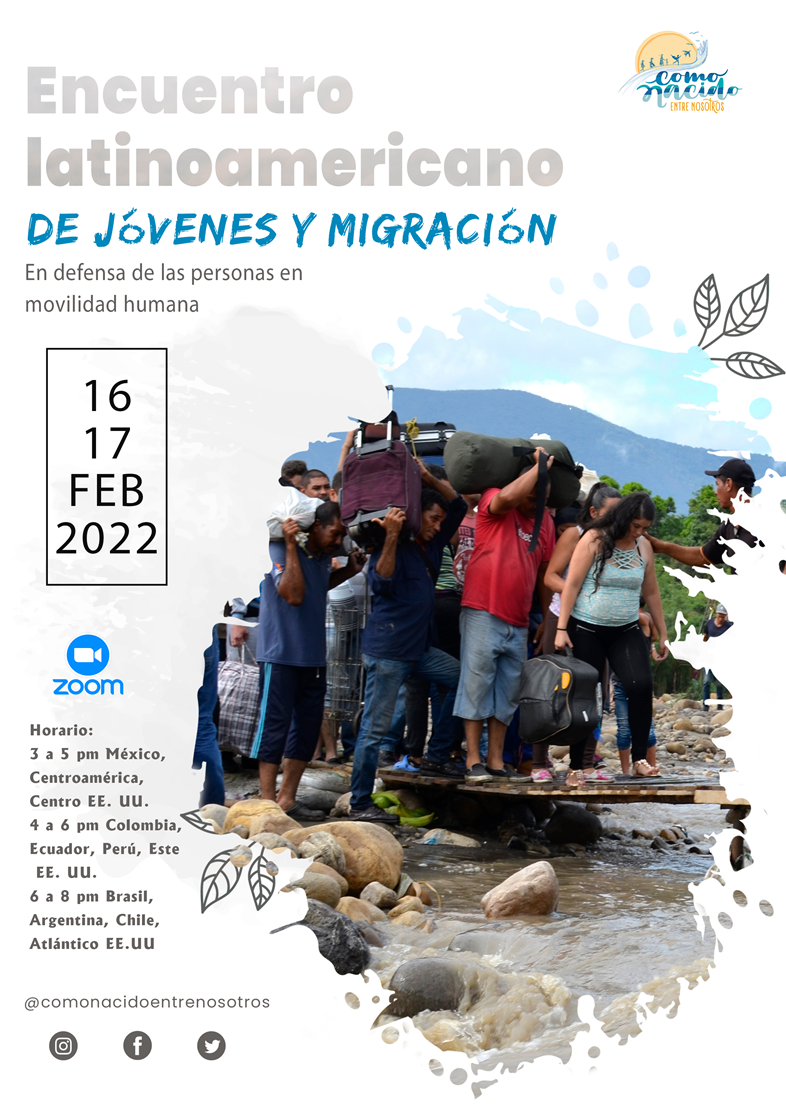 como
nacido
ENTRE NOSOTROS
Encuentro
latinoamericano
DE JÓVENES Y MIGRACIÓN
En defensa de las personas en
movilidad humana
16
17
FEB
2022
zoom
Horario:
3 a 5 pm México,
Centroamérica,
Centro EE. UU.
4 a 6 pm Colombia,
Ecuador, Perú, Este
EE. UU.
6 a 8 pm Brasil,
Argentina, Chile,
Atlántico EE.UU
@comonacidoentrenosotros